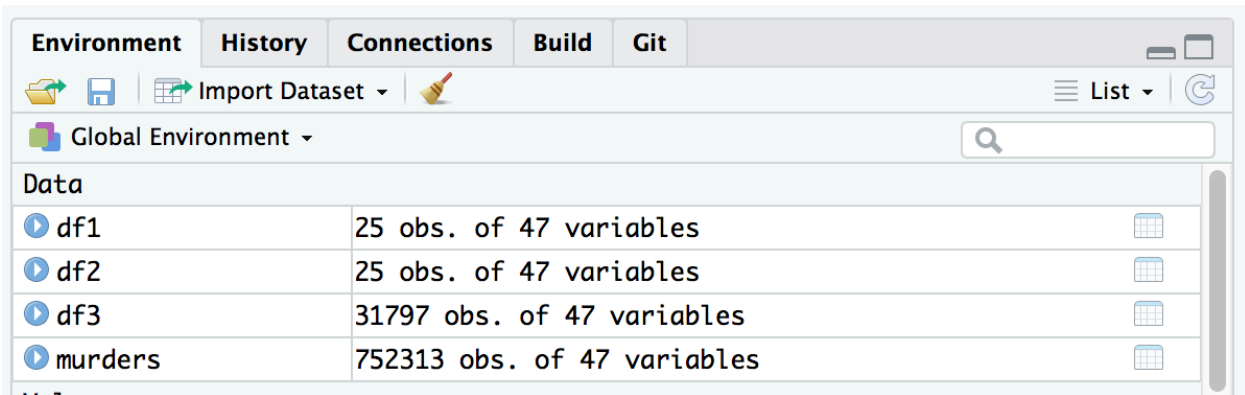 Environment History Connections Build Git
Import Dataset List
Global Environment
Data
df1 25 obs. of 47 variables
df2 25 obs. of 47 variables
df3 31797 obs. of 47 variables
murders 752313 obs. of 47 variables